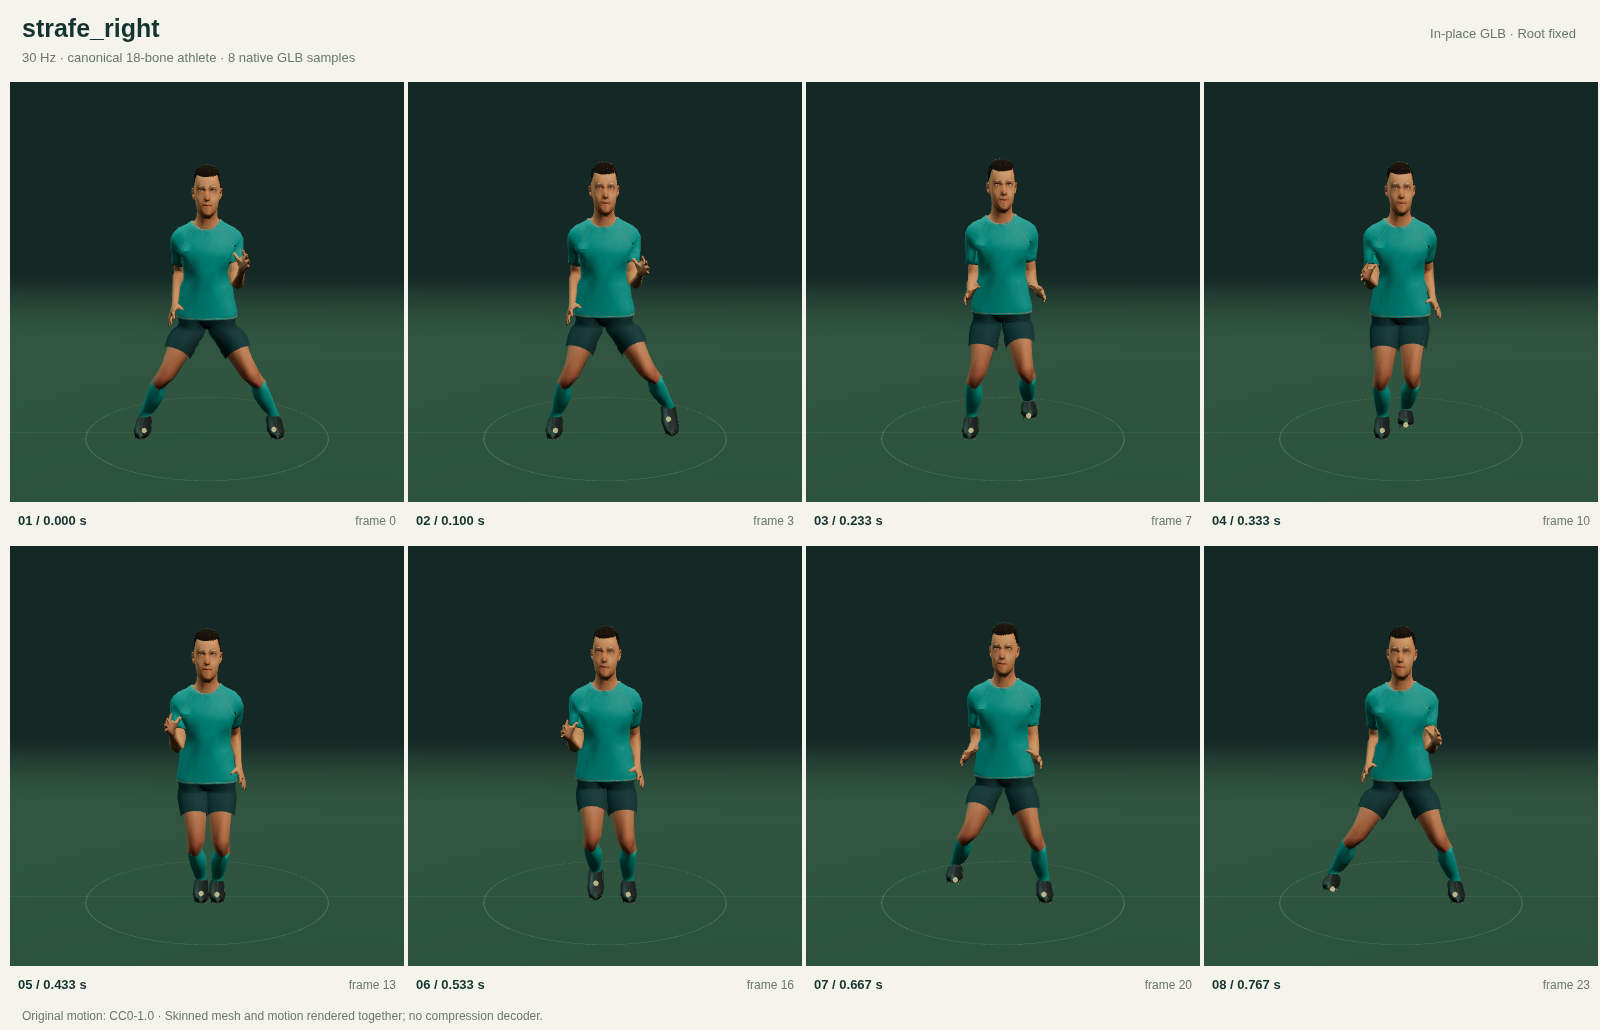 strafe_right
In-place GLB · Root fixed
30 Hz · canonical 18-bone athlete · 8 native GLB samples
01 / 0.000 s frame 0
02 / 0.100 s frame 3
03 / 0.233 s frame 7
04 / 0.333 s frame 10
05 / 0.433 s frame 13
06 / 0.533 s frame 16
07 / 0.667 s frame 20
08 / 0.767 s frame 23
Original motion: CC0-1.0 · Skinned mesh and motion rendered together; no compression decoder.